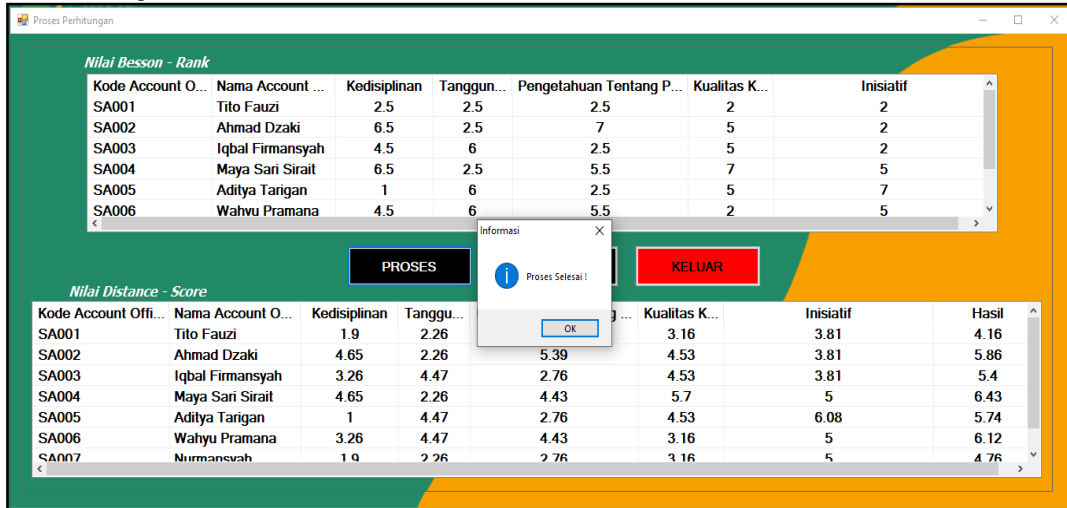 Proses Perhitungan
Nilai Besson - Rank
Kode Account O... Nama Account ... Kedisiplinan Tanggun... Pengetahuan Tentang P... Kualitas K... Inisiatif
SA001 Tito Fauzi 2.5 2.5 2.5 2 2
SA002 Ahmad Dzaki 6.5 2.5 7 5 2
SA003 Iqbal Firmansyah 4.5 6 2.5 5 2
SA004 Maya Sari Sirait 6.5 2.5 5.5 7 5
SA005 Aditya Tarigan 1 6 2.5 5 7
SA006 Wahyu Pramana 4.5 6 5.5 2 5
Informasi
PROSES KELUAR
Proses Selesai !
OK
Nilai Distance - Score
Kode Account Offi... Nama Account O... Kedisiplinan Tanggu... Kualitas K... Inisiatif Hasil
SA001 Tito Fauzi 1.9 2.26 3.16 3.81 4.16
SA002 Ahmad Dzaki 4.65 2.26 5.39 4.53 3.81 5.86
SA003 Iqbal Firmansyah 3.26 4.47 2.76 4.53 3.81 5.4
SA004 Maya Sari Sirait 4.65 2.26 4.43 5.7 5 6.43
SA005 Aditya Tarigan 1 4.47 2.76 4.53 6.08 5.74
SA006 Wahyu Pramana 3.26 4.47 4.43 3.16 5 6.12
SA007 Nurmansyah 1.9 2.26 2.76 3.16 5 4.76